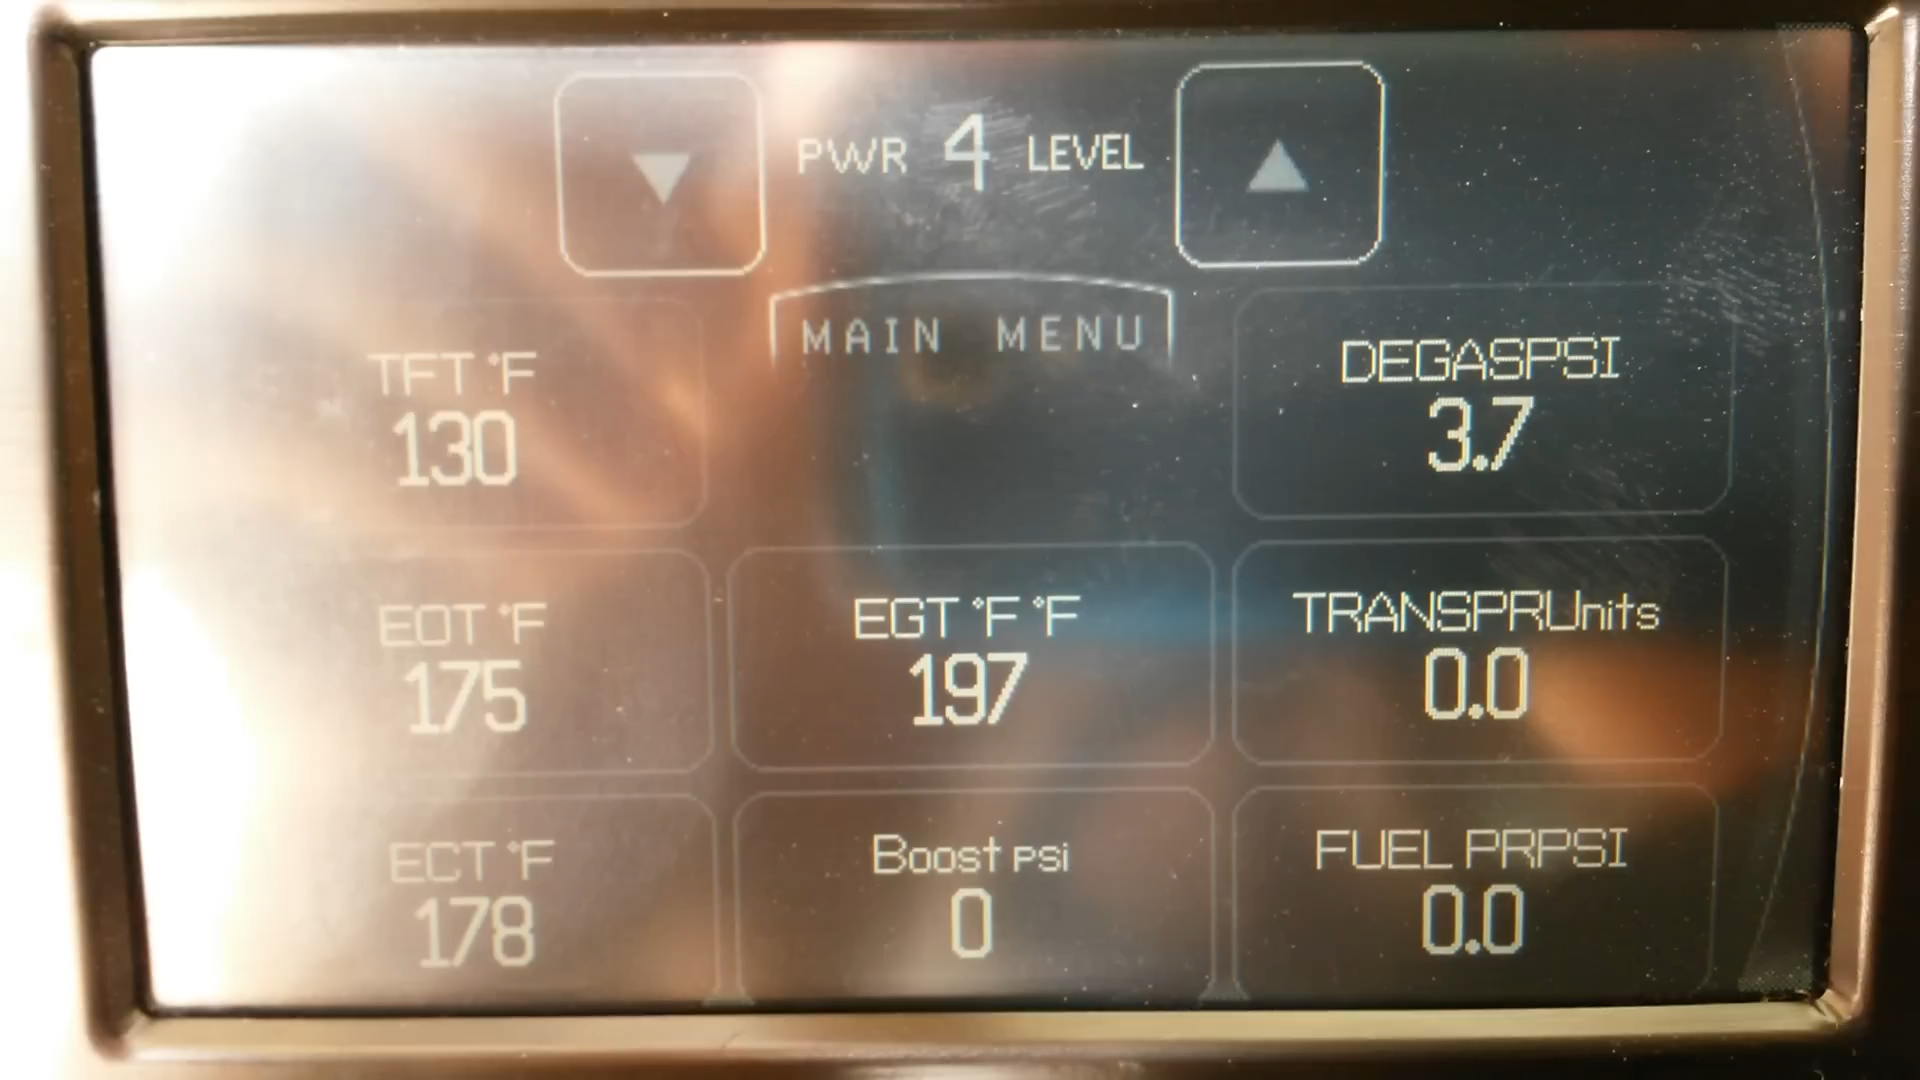 PWR 4 LEVEL
MAIN MENU
TFT °F
130
DEGASPSI
3.7
EOT °F
175
EGT °F °F
197
TRANSPRUnits
0.0
ECT °F
178
Boost psi
0
FUEL PRPSI
0.0